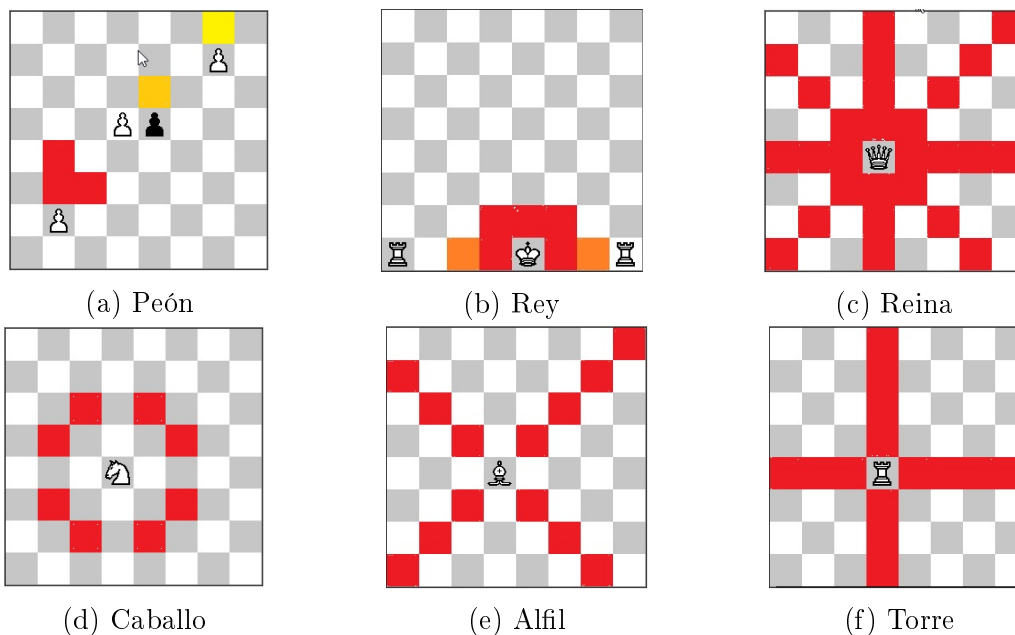 (a) Peón
(b) Rey
(c) Reina
(d) Caballo
(e) Alfil
(f) Torre